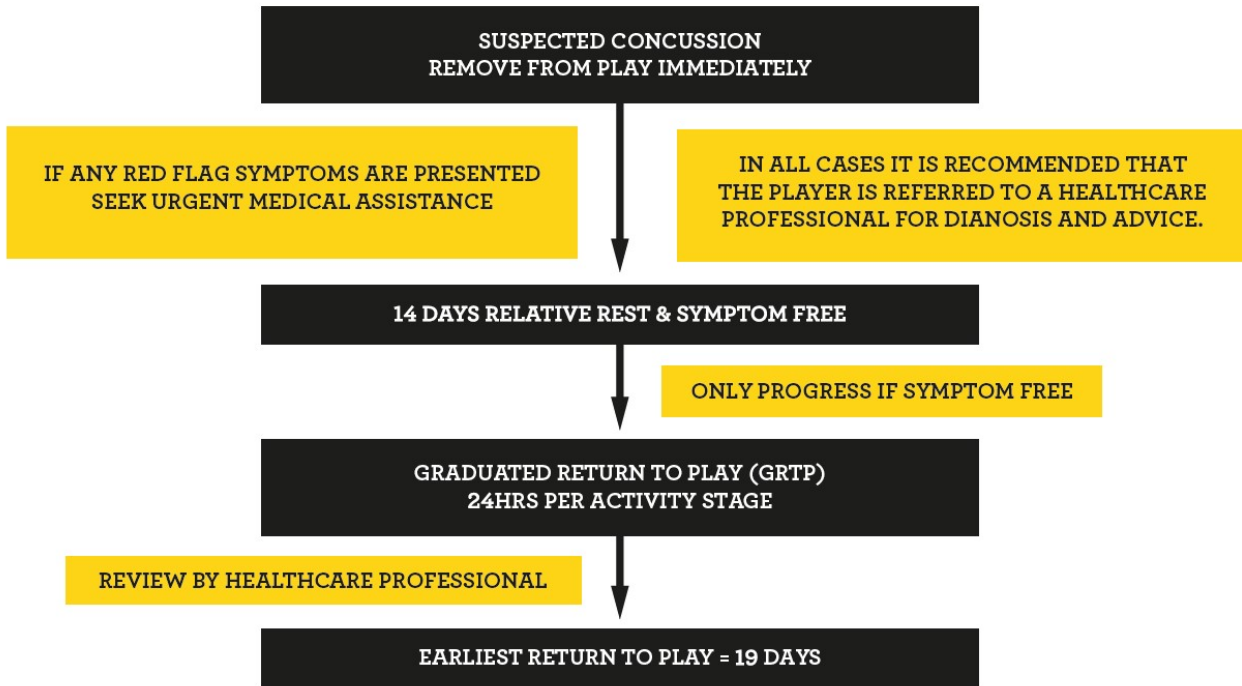 SUSPECTED CONCUSSION
REMOVE FROM PLAY IMMEDIATELY
IF ANY RED FLAG SYMPTOMS ARE PRESENTED
SEEK URGENT MEDICAL ASSISTANCE
IN ALL CASES IT IS RECOMMENDED THAT
THE PLAYER IS REFERRED TO A HEALTHCARE
PROFESSIONAL FOR DIANOSIS AND ADVICE.
14 DAYS RELATIVE REST & SYMPTOM FREE
ONLY PROGRESS IF SYMPTOM FREE
GRADUATED RETURN TO PLAY (GRTP)
24HRS PER ACTIVITY STAGE
REVIEW BY HEALTHCARE PROFESSIONAL
EARLIEST RETURN TO PLAY = 19 DAYS